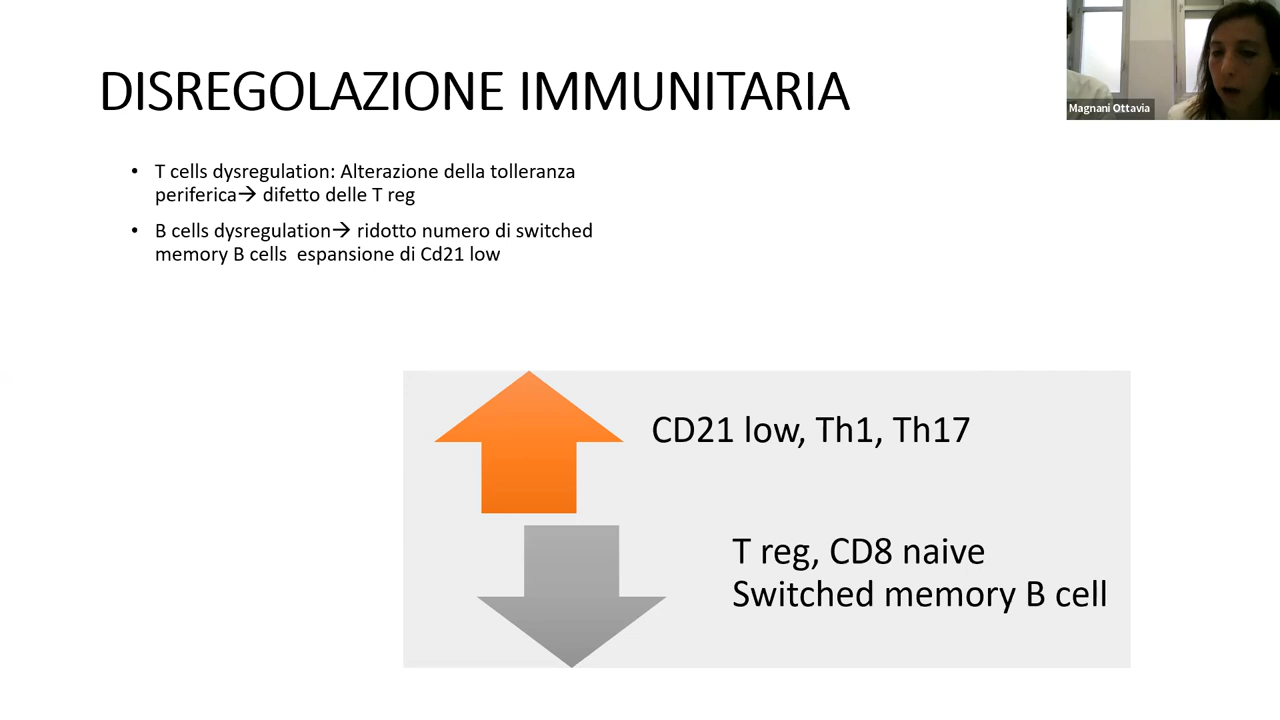 DISREGOLAZIONE IMMUNITARIA
Magnani Ottavia
• T cells dysregulation: Alterazione della tolleranza
periferica→ difetto delle T reg
• B cells dysregulation→ ridotto numero di switched
memory B cells  espansione di Cd21 low
CD21 low, Th1, Th17
T reg, CD8 naive
Switched memory B cell